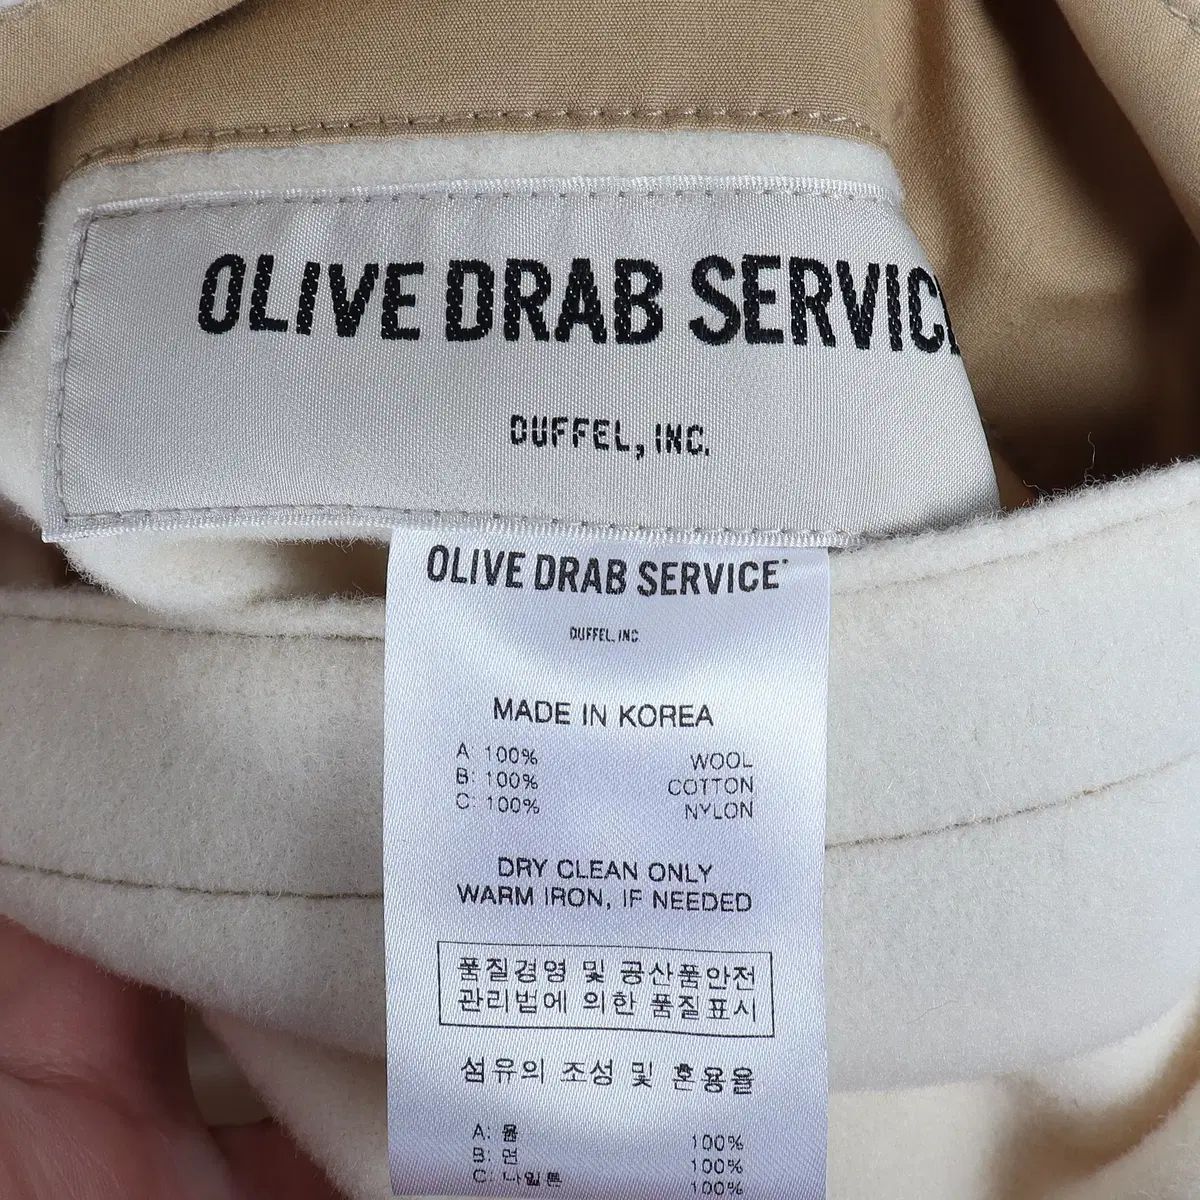 OLIVE DRAB SERVIC
DUFFEL, INC.
OLIVE DRAB SERVICE
DUFFEL, INC
MADE IN KOREA
A 100% WOOL
B: 100% COTTON
C: 100% NYLON
DRY CLEAN ONLY
WARM IRON, IF NEEDED
품질경영 및 공산품안전
관리법에 의한 품질표시
섬유의 조성 및 혼용율
A: 울 100%
B: 면 100%
C: 나일론 100%